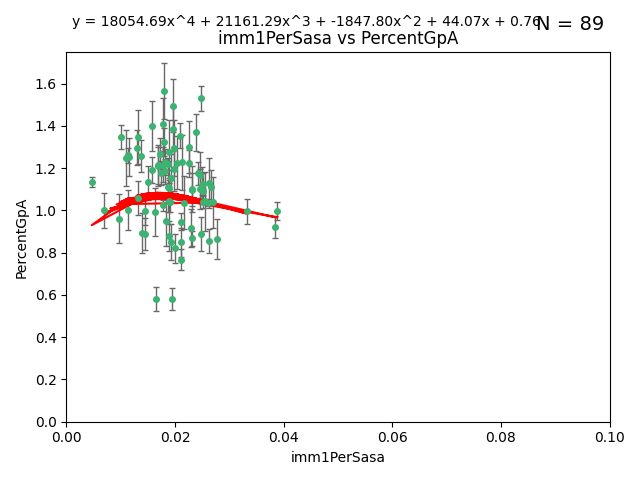 y = 18054.69x^4 + 21161.29x^3 + -1847.80x^2 + 44.07x + 0.76
N = 89
imm1PerSasa vs PercentGpA
PercentGpA
1.6
1.4
1.2
1.0
0.8
0.6
0.4
0.2
0.0
0.00 0.02 0.04 0.06 0.08 0.10
imm1PerSasa